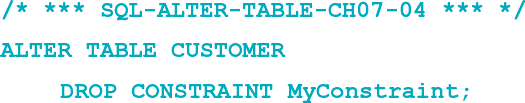 /* *** SQL-ALTER-TABLE-CH07-04 *** */
ALTER TABLE CUSTOMER
DROP CONSTRAINT MyConstraint;